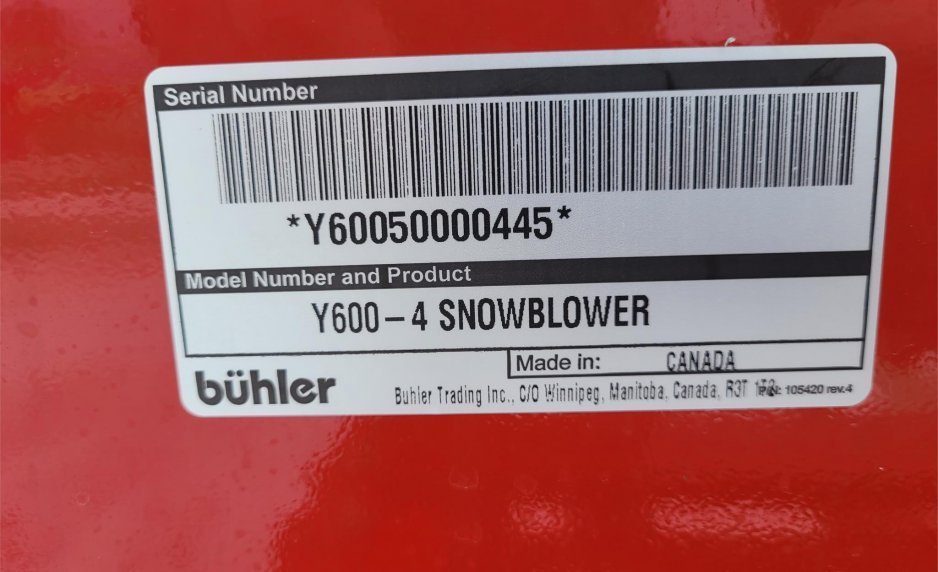 Serial Number
*Y60050000445*
Model Number and Product
Y600-4 SNOWBLOWER
Made in: CANADA
bühler
Buhler Trading Inc., C/O Winnipeg, Manitoba, Canada, R3T 105420 rev.4